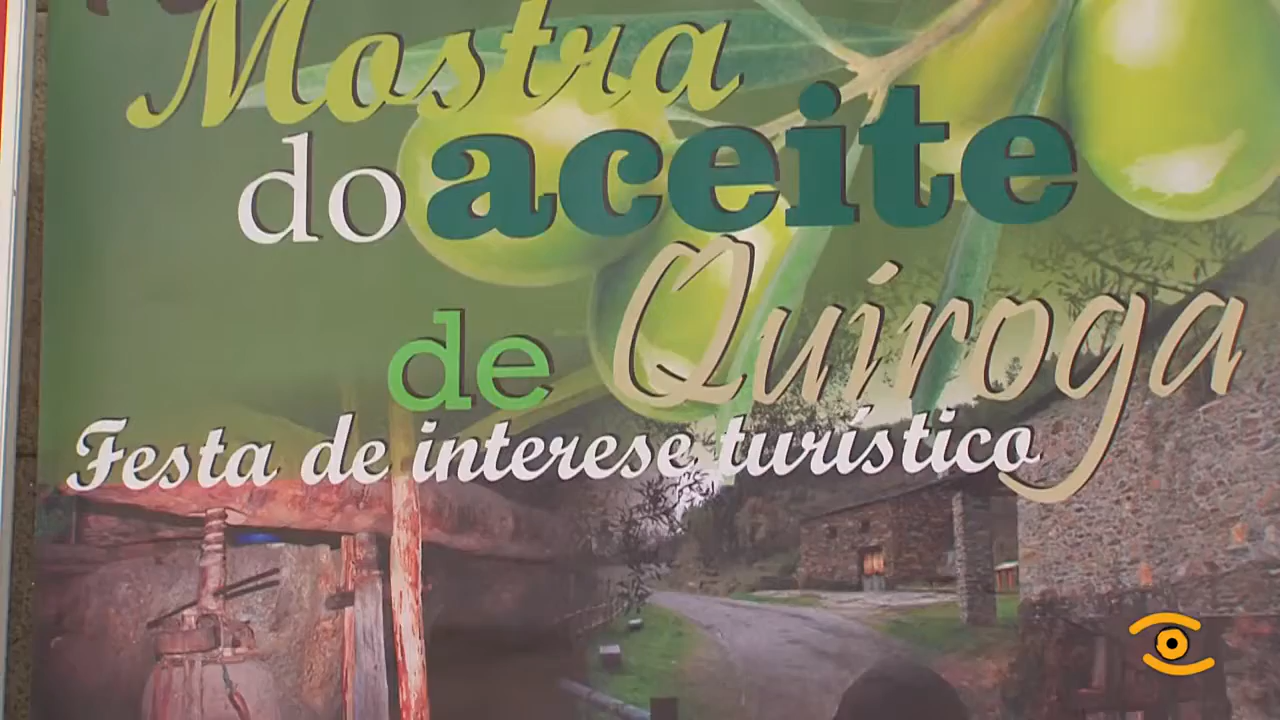 Mostra
do aceite
de Quiroga
Festa de interese turístico